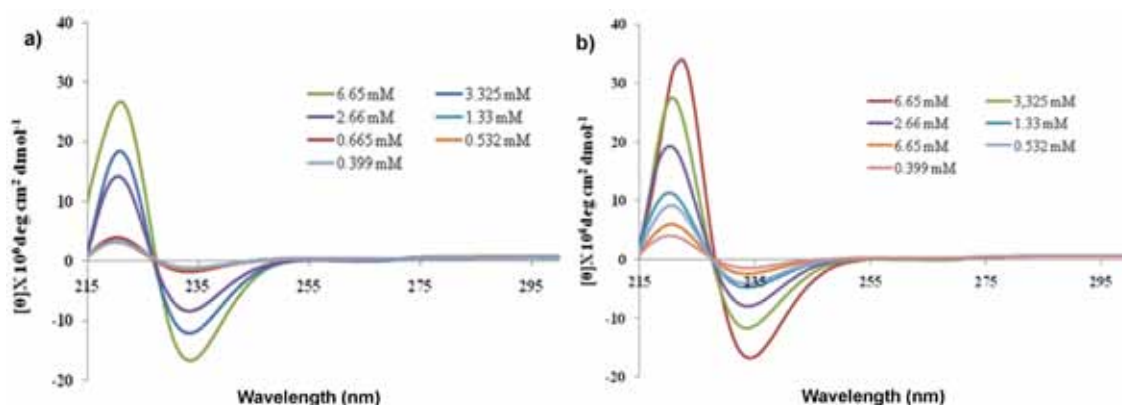 a)
40
30
20
10
0
-10
-20
215
235
255
275
295
[θ]X 10⁶deg cm² dmol⁻¹
6.65 mM
3.325 mM
2.66 mM
1.33 mM
0.665 mM
0.532 mM
0.399 mM
Wavelength (nm)
b)
40
30
20
10
0
-10
-20
215
235
255
275
295
[θ]X 10⁶deg cm² dmol⁻¹
6.65 mM
3,325 mM
2.66 mM
1.33 mM
6.65 mM
0.532 mM
0.399 mM
Wavelength (nm)